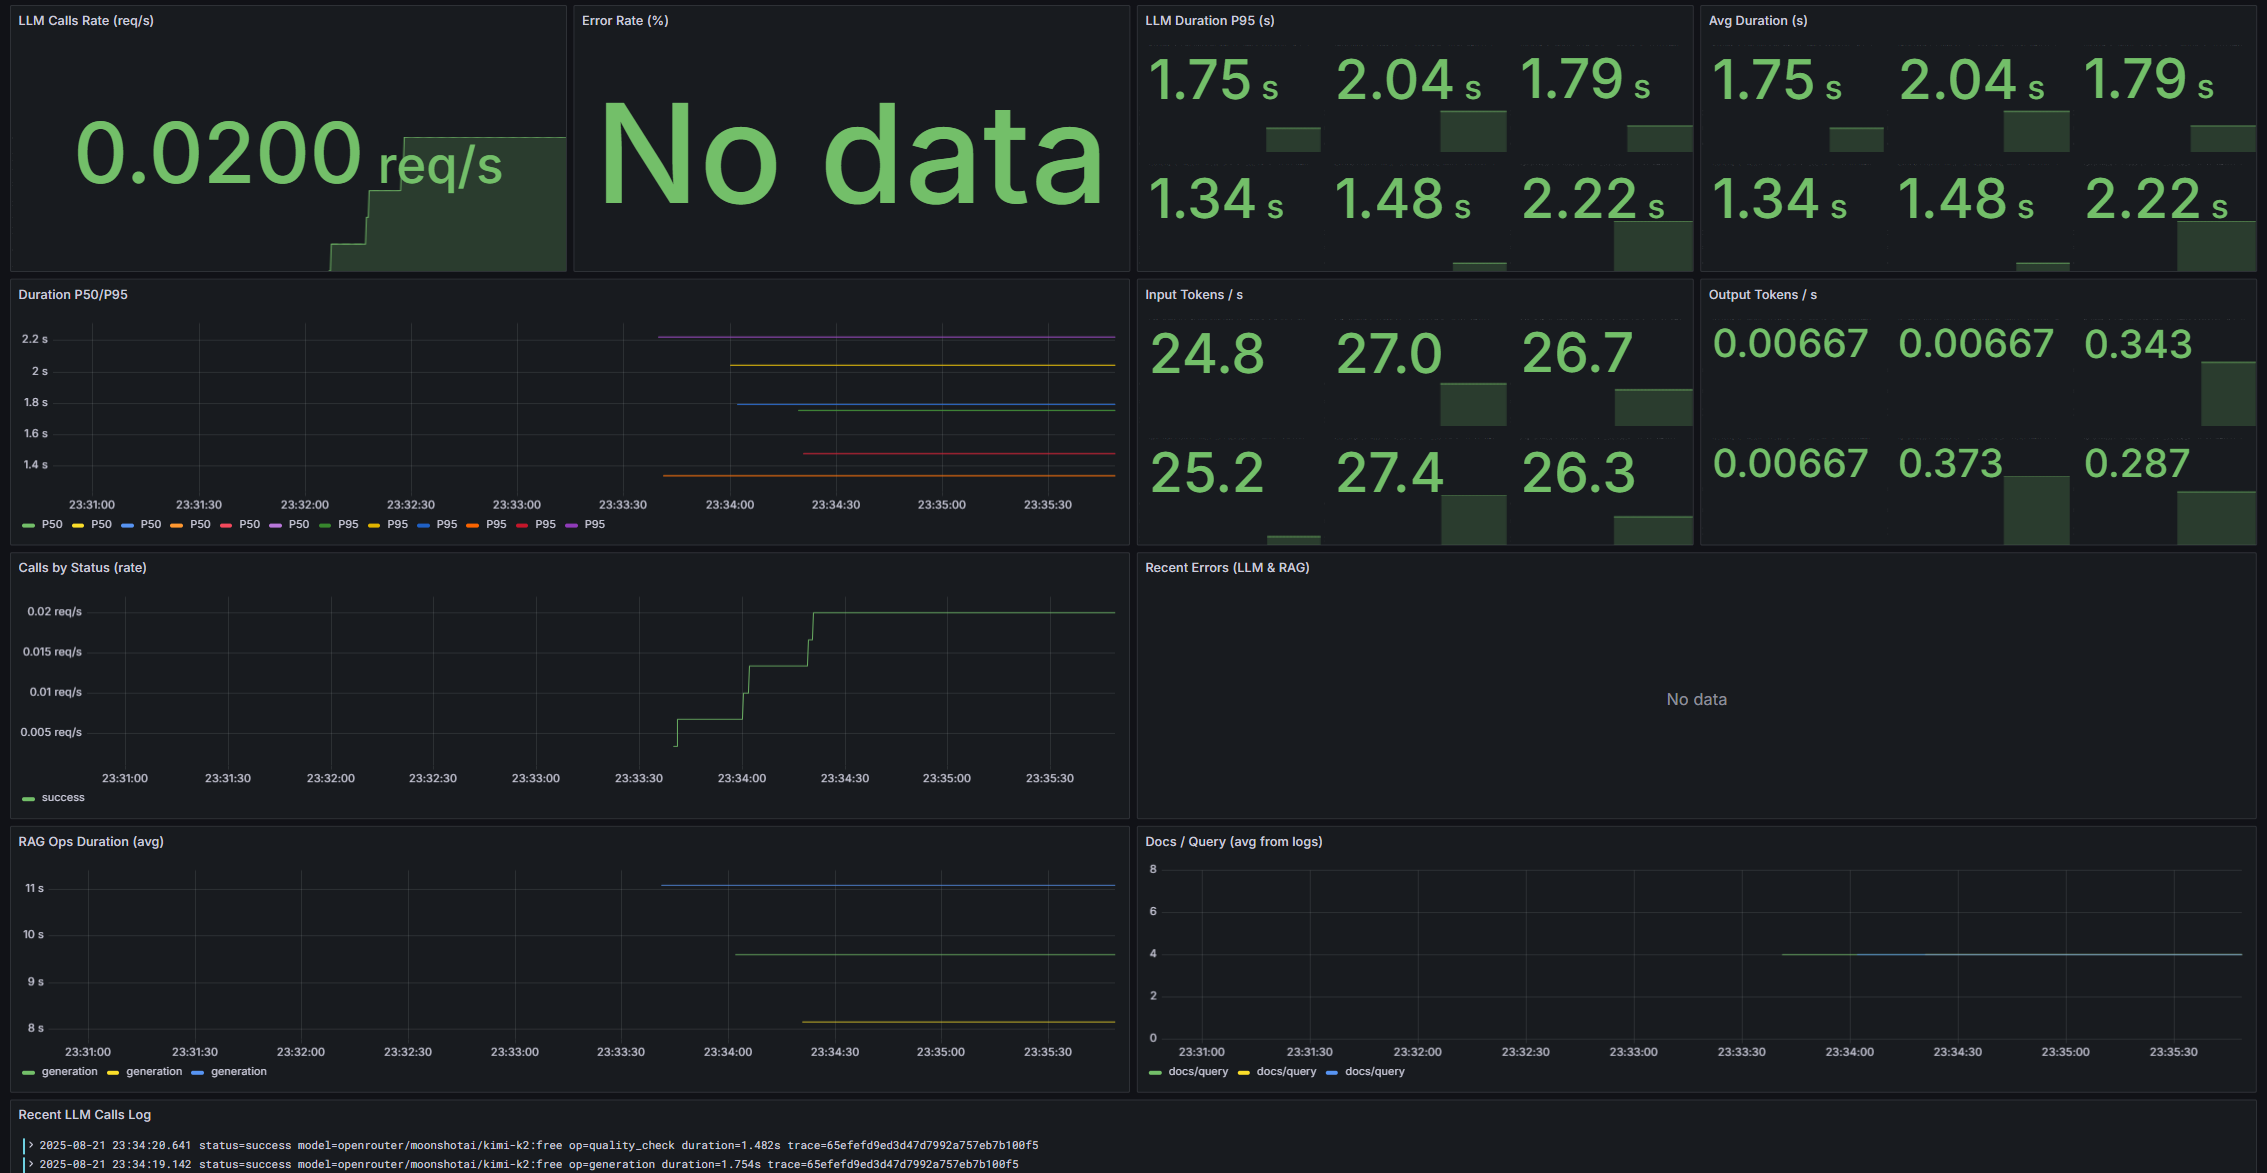 LLM Calls Rate (req/s)
0.0200 req/s
Error Rate (%)
No data
LLM Duration P95 (s)
1.75 s 2.04 s 1.79 s
1.34 s 1.48 s 2.22 s
Avg Duration (s)
1.75 s 2.04 s 1.79 s
1.34 s 1.48 s 2.22 s
Duration P50/P95
2.2 s
2 s
1.8 s
1.6 s
1.4 s
23:31:00 23:31:30 23:32:00 23:32:30 23:33:00 23:33:30 23:34:00 23:34:30 23:35:00 23:35:30
P50 P50 P50 P50 P50 P50 P95 P95 P95 P95 P95 P95
Input Tokens / s
24.8 27.0 26.7
25.2 27.4 26.3
Output Tokens / s
0.00667 0.00667 0.343
0.00667 0.373 0.287
Calls by Status (rate)
0.02 req/s
0.015 req/s
0.01 req/s
0.005 req/s
23:31:00 23:31:30 23:32:00 23:32:30 23:33:00 23:33:30 23:34:00 23:34:30 23:35:00 23:35:30
success
Recent Errors (LLM & RAG)
No data
RAG Ops Duration (avg)
11 s
10 s
9 s
8 s
23:31:00 23:31:30 23:32:00 23:32:30 23:33:00 23:33:30 23:34:00 23:34:30 23:35:00 23:35:30
generation generation generation
Docs / Query (avg from logs)
8
6
4
2
0
23:31:00 23:31:30 23:32:00 23:32:30 23:33:00 23:33:30 23:34:00 23:34:30 23:35:00 23:35:30
docs/query docs/query docs/query
Recent LLM Calls Log
> 2025-08-21 23:34:20.641 status=success model=openrouter/moonshotai/kimi-k2:free op=quality_check duration=1.482s trace=65efefd9ed3d47d7992a757eb7b100f5
> 2025-08-21 23:34:19.142 status=success model=openrouter/moonshotai/kimi-k2:free op=generation duration=1.754s trace=65efefd9ed3d47d7992a757eb7b100f5